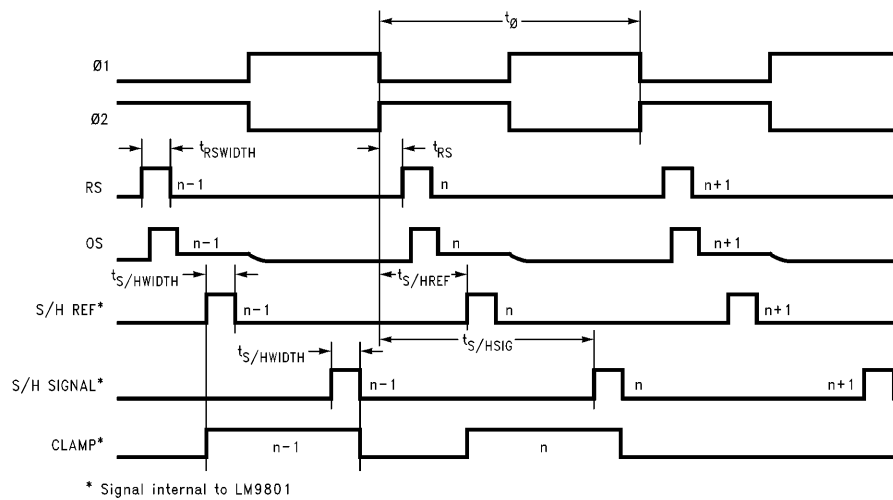 tØ
Ø1
Ø2
tRSWIDTH
tRS
RS
n-1
n
n+1
OS
n-1
n
n+1
tS/HWIDTH
tS/HREF
S/H REF*
n-1
n
n+1
tS/HWIDTH
tS/HSIG
S/H SIGNAL*
n-1
n
n+1
CLAMP*
n-1
n
* Signal internal to LM9801